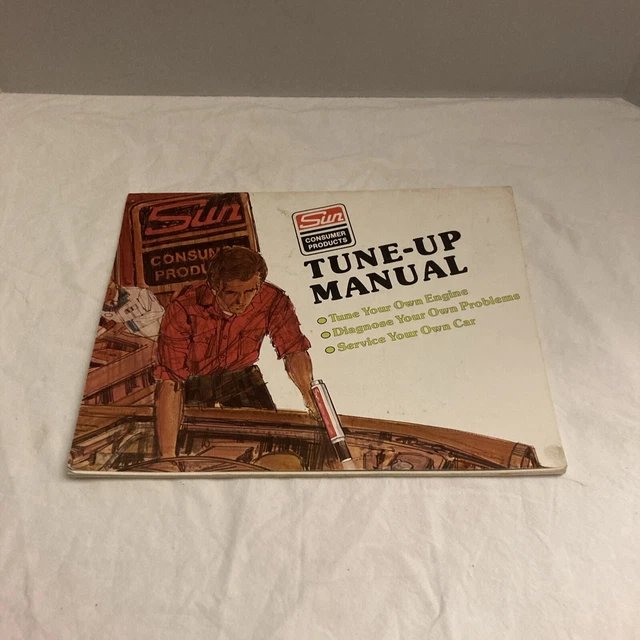 Sun
CONSUMER
PRODU
Sun
CONSUMER
PRODUCTS
TUNE-UP
MANUAL
Tune Your Own Engine
Diagnose Your Own Problems
Service Your Own Car